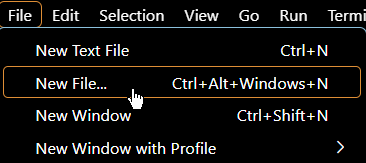 File Edit Selection View Go Run
New Text File Ctrl+N
New File... Ctrl+Alt+Windows+N
New Window Ctrl+Shift+N
New Window with Profile